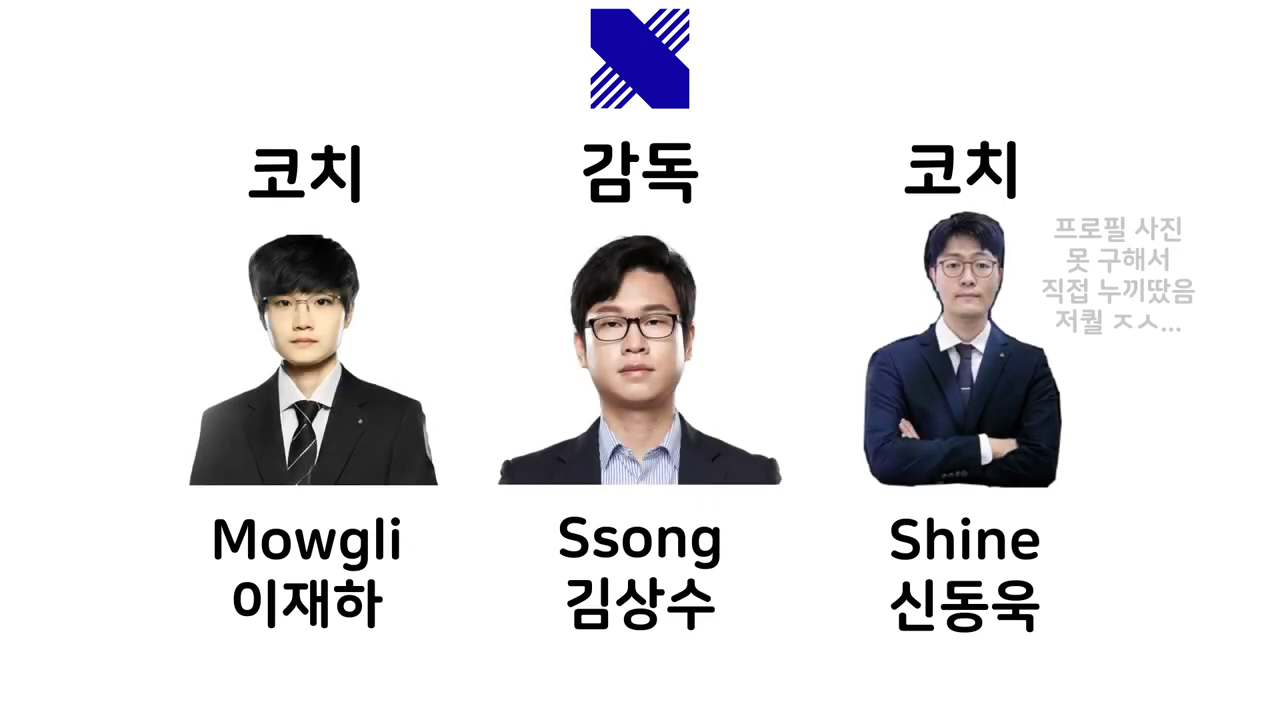 코치
감독
코치
프로필 사진
못 구해서
직접 누끼땄음
저퀄 ㅈㅅ...
Mowgli
이재하
Ssong
김상수
Shine
신동욱